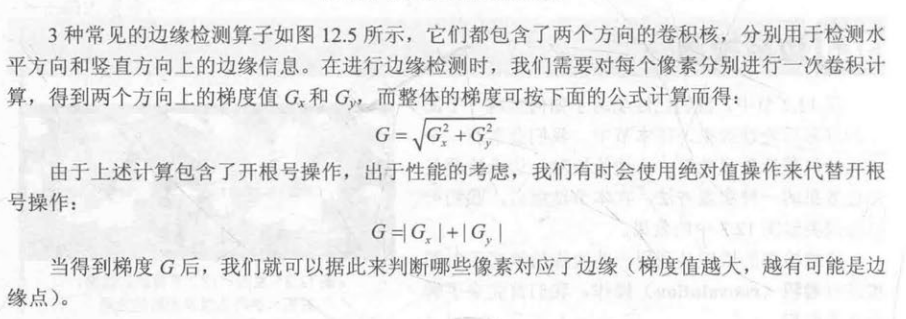 3 种常见的边缘检测算子如图 12.5 所示，它们都包含了两个方向的卷积核，分别用于检测水
平方向和竖直方向上的边缘信息。在进行边缘检测时，我们需要对每个像素分别进行一次卷积计
算，得到两个方向上的梯度值 Gₓ 和 Gᵧ，而整体的梯度可按下面的公式计算而得：
G = √(Gₓ² + Gᵧ²)
由于上述计算包含了开根号操作，出于性能的考虑，我们有时会使用绝对值操作来代替开根
号操作：
G =| Gₓ | + | Gᵧ |
当得到梯度 G 后，我们就可以据此来判断哪些像素对应了边缘（梯度值越大，越有可能是边
缘点）。